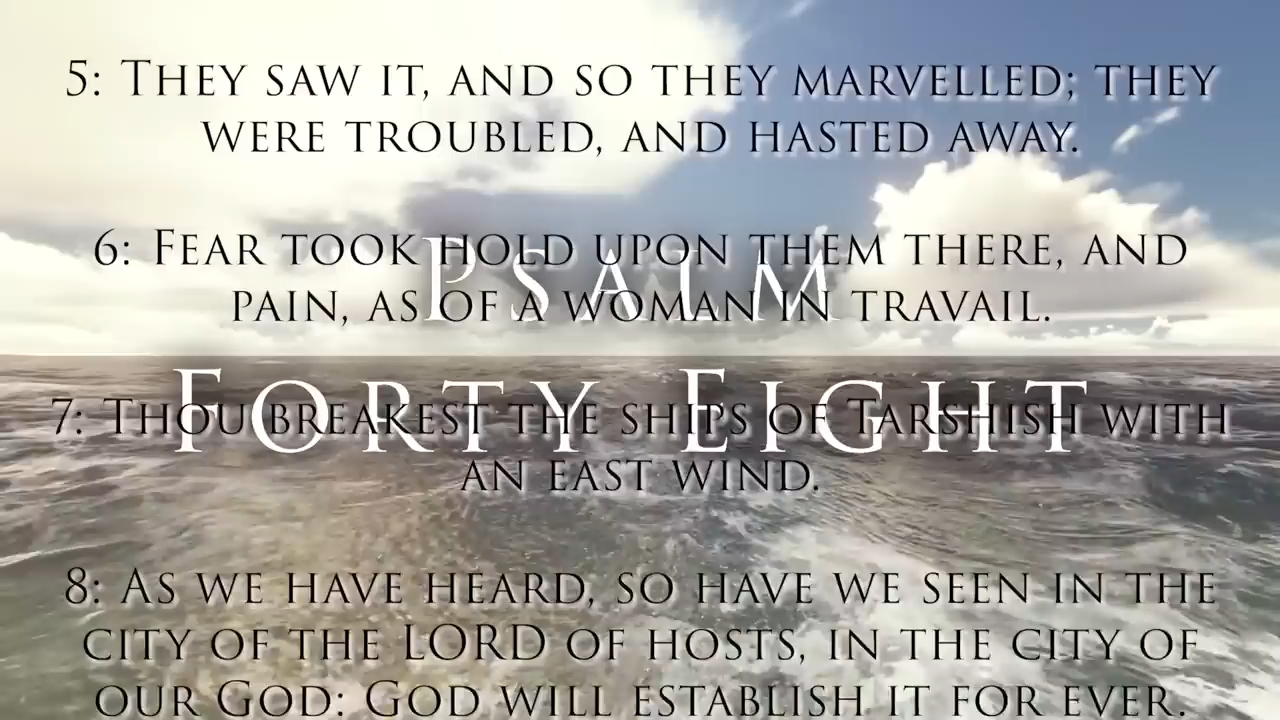 5: They saw it, and so they marvelled; they
were troubled, and hasted away.
6: Fear took hold upon them there, and
pain, as of a woman in travail.
Psalm
Forty Eight
7: Thou breakest the ships of Tarshish with
an east wind.
8: As we have heard, so have we seen in the
city of the LORD of hosts, in the city of
our God: God will establish it for ever.